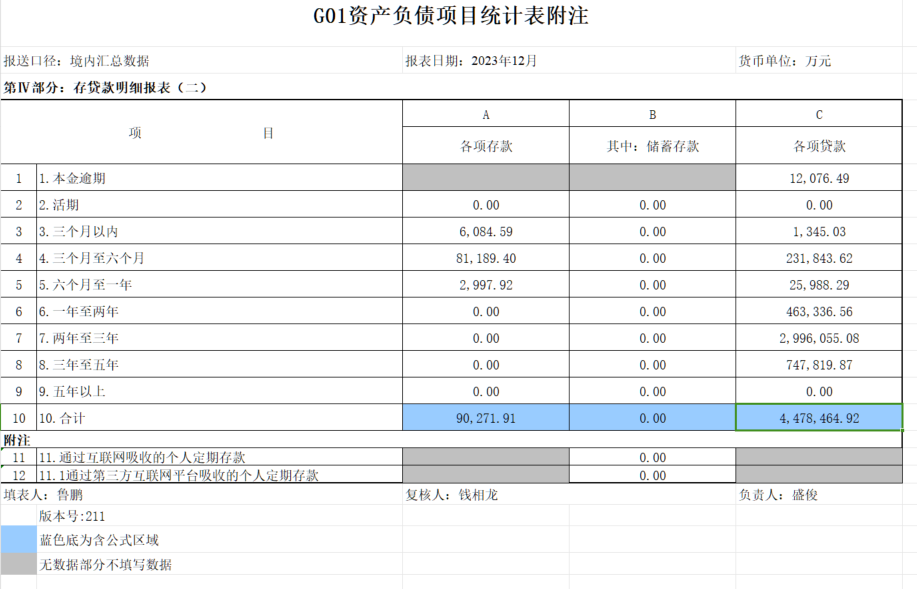 G01资产负债项目统计表附注
报送口径：境内汇总数据 报表日期：2023年12月 货币单位：万元
第Ⅳ部分：存贷款明细报表（二）
项 目 A B C
各项存款 其中：储蓄存款 各项贷款
1 1.本金逾期 12,076.49
2 2.活期 0.00 0.00 0.00
3 3.三个月以内 6,084.59 0.00 1,345.03
4 4.三个月至六个月 81,189.40 0.00 231,843.62
5 5.六个月至一年 2,997.92 0.00 25,988.29
6 6.一年至两年 0.00 0.00 463,336.56
7 7.两年至三年 0.00 0.00 2,996,055.08
8 8.三年至五年 0.00 0.00 747,819.87
9 9.五年以上 0.00 0.00 0.00
10 10.合计 90,271.91 0.00 4,478,464.92
附注
11 11.通过互联网吸收的个人定期存款 0.00
12 11.1通过第三方互联网平台吸收的个人定期存款 0.00
填表人：鲁鹏 复核人：钱相龙 负责人：盛俊
版本号:211
蓝色底为含公式区域
无数据部分不填写数据